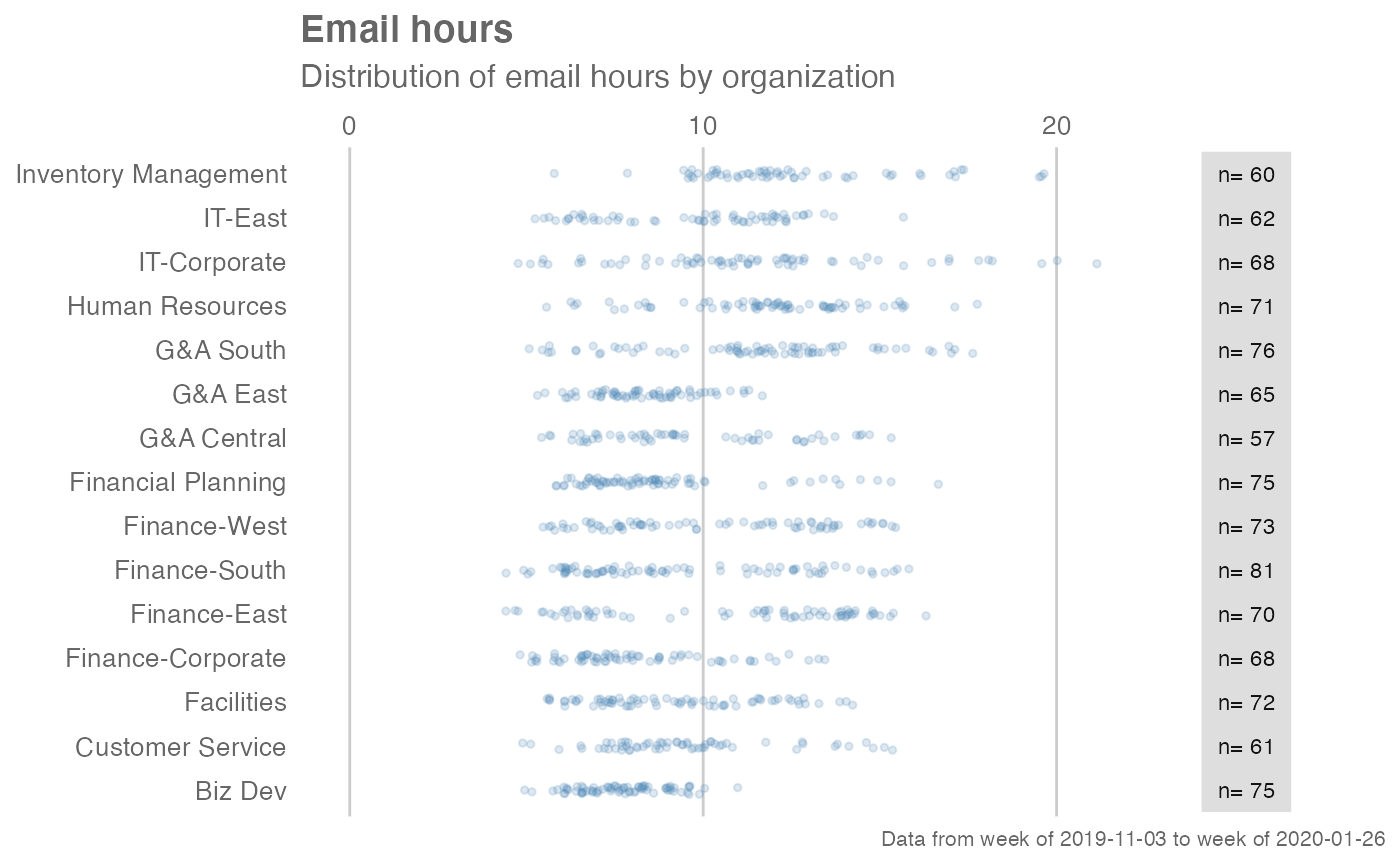 Email hours
Distribution of email hours by organization
0 10 20
Inventory Management n= 60
IT-East n= 62
IT-Corporate n= 68
Human Resources n= 71
G&A South n= 76
G&A East n= 65
G&A Central n= 57
Financial Planning n= 75
Finance-West n= 73
Finance-South n= 81
Finance-East n= 70
Finance-Corporate n= 68
Facilities n= 72
Customer Service n= 61
Biz Dev n= 75
Data from week of 2019-11-03 to week of 2020-01-26